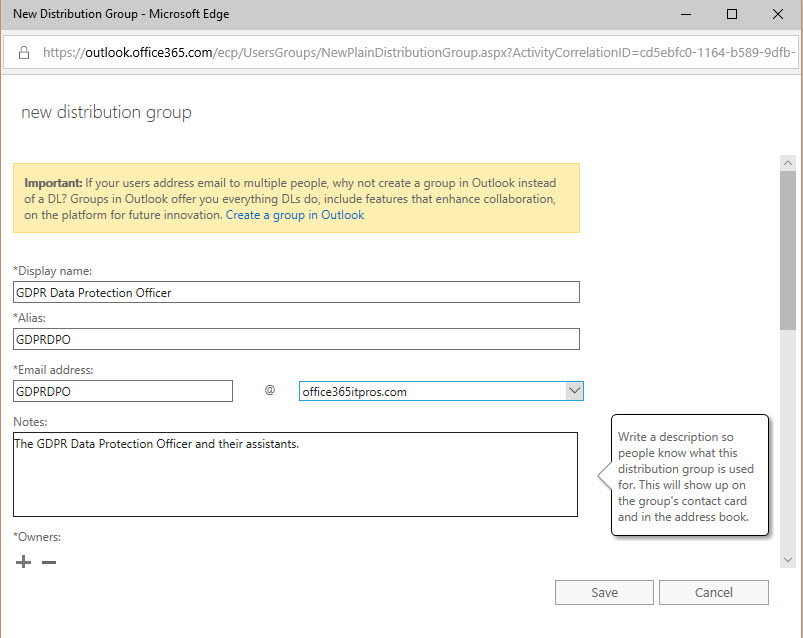 New Distribution Group - Microsoft Edge
https://outlook.office365.com/ecp/UsersGroups/NewPlainDistributionGroup.aspx?ActivityCorrelationID=cd5ebfc0-1164-b589-9dfb-
new distribution group
Important: If your users address email to multiple people, why not create a group in Outlook instead
of a DL? Groups in Outlook offer you everything DLs do, include features that enhance collaboration,
on the platform for future innovation. Create a group in Outlook
*Display name:
GDPR Data Protection Officer
*Alias:
GDPRDPO
*Email address:
GDPRDPO @ office365itpros.com
Notes:
The GDPR Data Protection Officer and their assistants.
Write a description so
people know what this
distribution group is used
for. This will show up on
the group's contact card
and in the address book.
*Owners:
Save Cancel